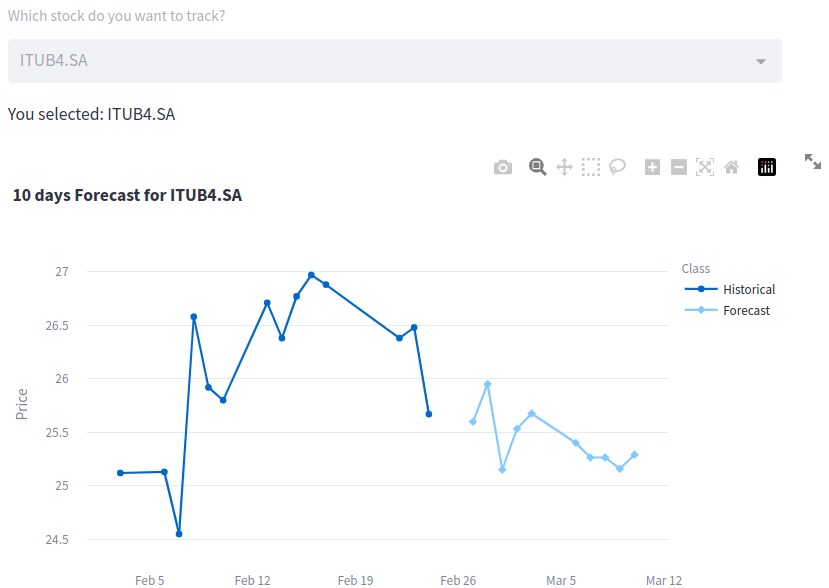 Which stock do you want to track?
ITUB4.SA
You selected: ITUB4.SA
10 days Forecast for ITUB4.SA
Class
Historical
Forecast
Price
27
26.5
26
25.5
25
24.5
Feb 5
Feb 12
Feb 19
Feb 26
Mar 5
Mar 12